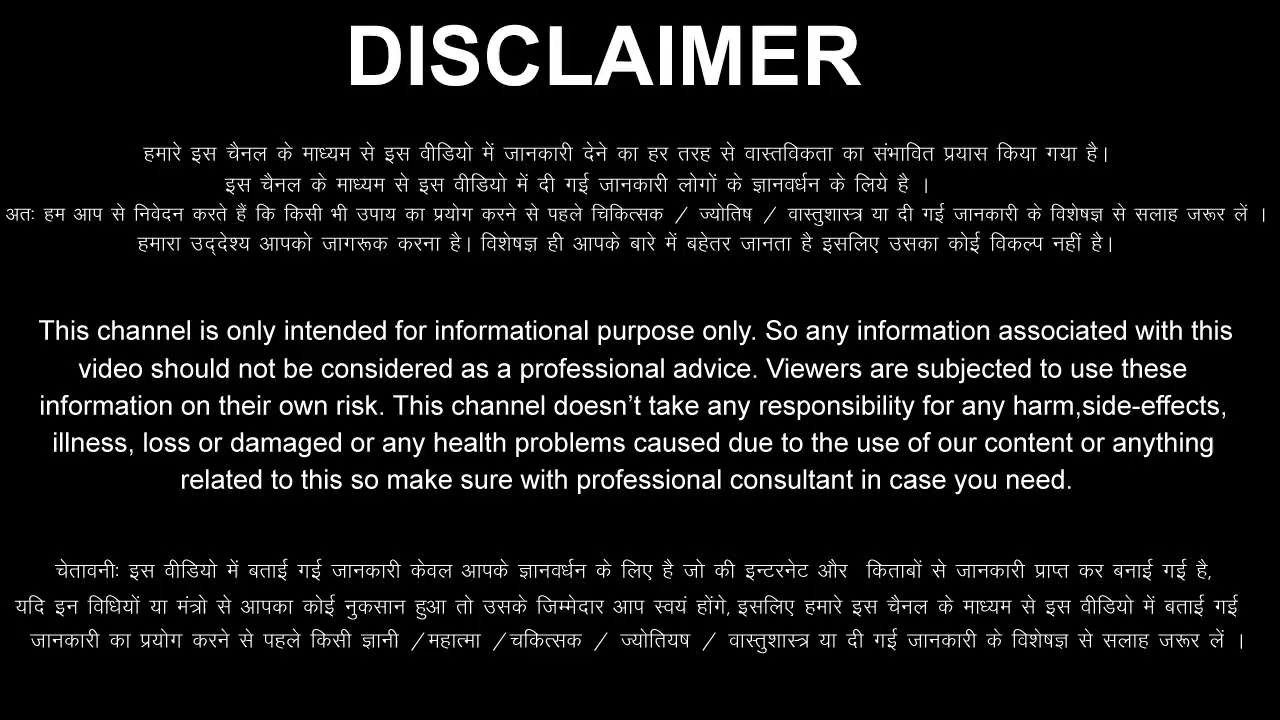 DISCLAIMER
हमारे इस चैनल के माध्यम से इस वीडियो में जानकारी देने का हर तरह से वास्तविकता का संभावित प्रयास किया गया है।
इस चैनल के माध्यम से इस वीडियो में दी गई जानकारी लोगों के ज्ञानवर्धन के लिये है ।
अतः हम आप से निवेदन करते हैं कि किसी भी उपाय का प्रयोग करने से पहले चिकित्सक / ज्योतिष / वास्तुशास्त्र या दी गई जानकारी के विशेषज्ञ से सलाह जरूर लें ।
हमारा उद्देश्य आपको जागरूक करना है। विशेषज्ञ ही आपके बारे में बहेतर जानता है इसलिए उसका कोई विकल्प नहीं है।
This channel is only intended for informational purpose only. So any information associated with this
video should not be considered as a professional advice. Viewers are subjected to use these
information on their own risk. This channel doesn’t take any responsibility for any harm,side-effects,
illness, loss or damaged or any health problems caused due to the use of our content or anything
related to this so make sure with professional consultant in case you need.
चेतावनीः इस वीडियो में बताई गई जानकारी केवल आपके ज्ञानवर्धन के लिए है जो की इन्टरनेट और किताबों से जानकारी प्राप्त कर बनाई गई है,
यदि इन विधियों या मंत्रो से आपका कोई नुकसान हुआ तो उसके जिम्मेदार आप स्वयं होंगे, इसलिए हमारे इस चैनल के माध्यम से इस वीडियो में बताई गई
जानकारी का प्रयोग करने से पहले किसी ज्ञानी /महात्मा /चकित्सक / ज्योतियष / वास्तुशास्त्र या दी गई जानकारी के विशेषज्ञ से सलाह जरूर लें ।